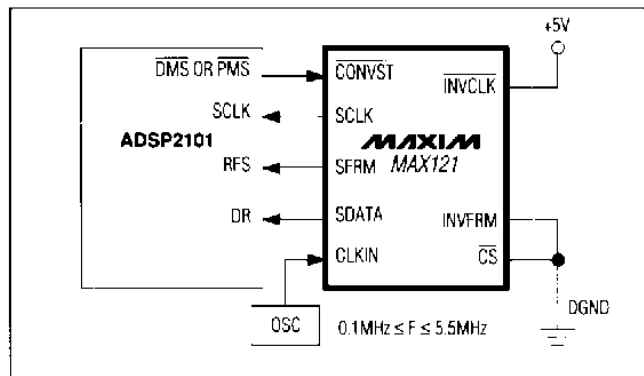 +5V
DMS OR PMS
CONVST
INVCLK
SCLK
SCLK
ADSP2101
MAXIM
MAX121
RFS
SFRM
DR
SDATA
INVFRM
CLKIN
CS
DGND
OSC
0.1MHz ≤ F ≤ 5.5MHz